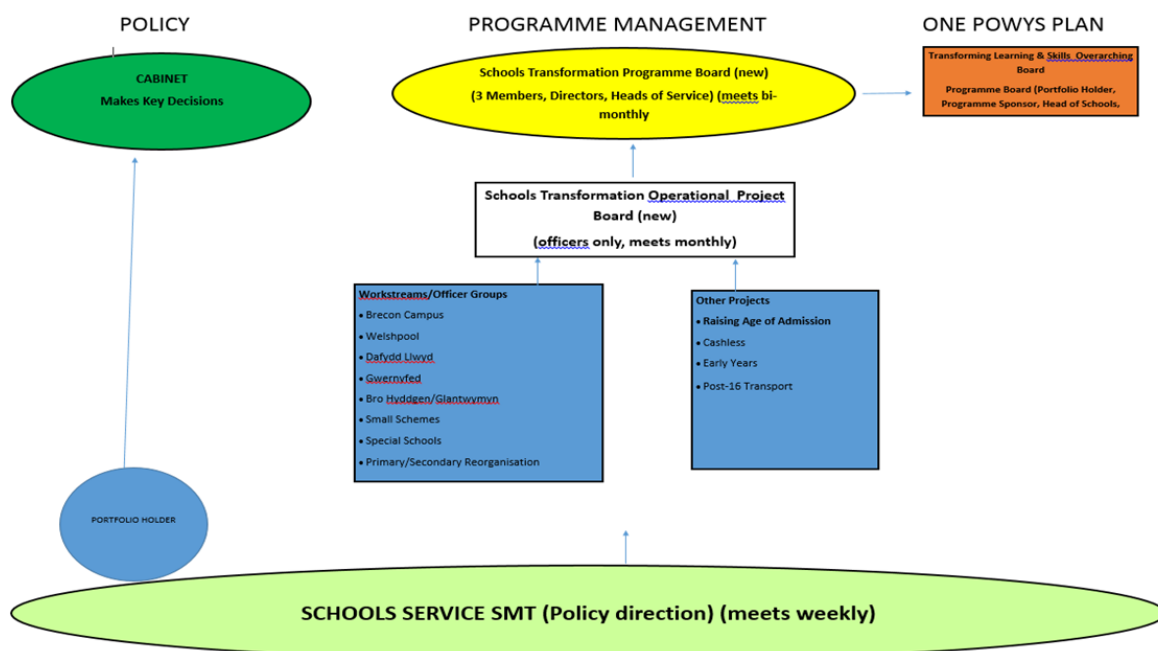 POLICY
PROGRAMME MANAGEMENT
ONE POWYS PLAN
CABINET
Makes Key Decisions
Schools Transformation Programme Board (new)
(3 Members, Directors, Heads of Service) (meets bi-
monthly
Transforming Learning & Skills Overarching
Board
Programme Board (Portfolio Holder,
Programme Sponsor, Head of Schools,
Schools Transformation Operational Project
Board (new)
(officers only, meets monthly)
Workstreams/Officer Groups
• Brecon Campus
• Welshpool
• Dafydd Llwyd
• Gwernyfed
• Bro Hyddgen/Glantwymyn
• Small Schemes
• Special Schools
• Primary/Secondary Reorganisation
Other Projects
• Raising Age of Admission
• Cashless
• Early Years
• Post-16 Transport
PORTFOLIO HOLDER
SCHOOLS SERVICE SMT (Policy direction) (meets weekly)